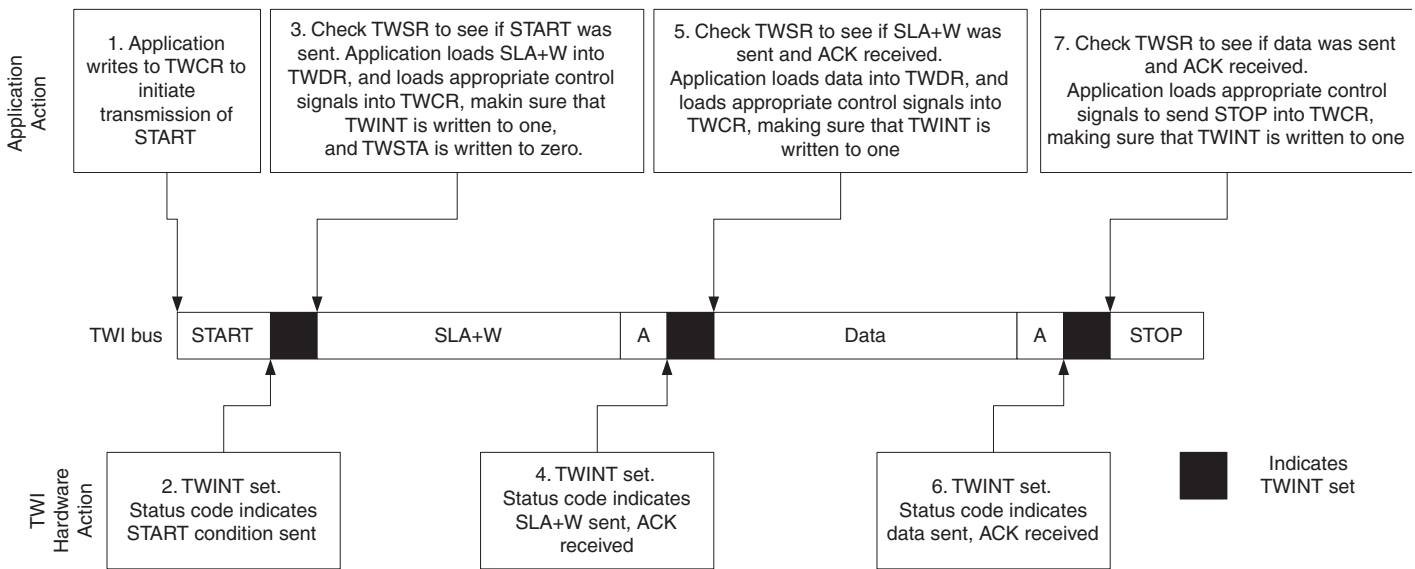 Application
Action
1. Application
writes to TWCR to
initiate
transmission of
START
3. Check TWSR to see if START was
sent. Application loads SLA+W into
TWDR, and loads appropriate control
signals into TWCR, makin sure that
TWINT is written to one,
and TWSTA is written to zero.
5. Check TWSR to see if SLA+W was
sent and ACK received.
Application loads data into TWDR, and
loads appropriate control signals into
TWCR, making sure that TWINT is
written to one
7. Check TWSR to see if data was sent
and ACK received.
Application loads appropriate control
signals to send STOP into TWCR,
making sure that TWINT is written to one
TWI bus
START
SLA+W
A
Data
A
STOP
TWI
Hardware
Action
2. TWINT set.
Status code indicates
START condition sent
4. TWINT set.
Status code indicates
SLA+W sent, ACK
received
6. TWINT set.
Status code indicates
data sent, ACK received
Indicates
TWINT set